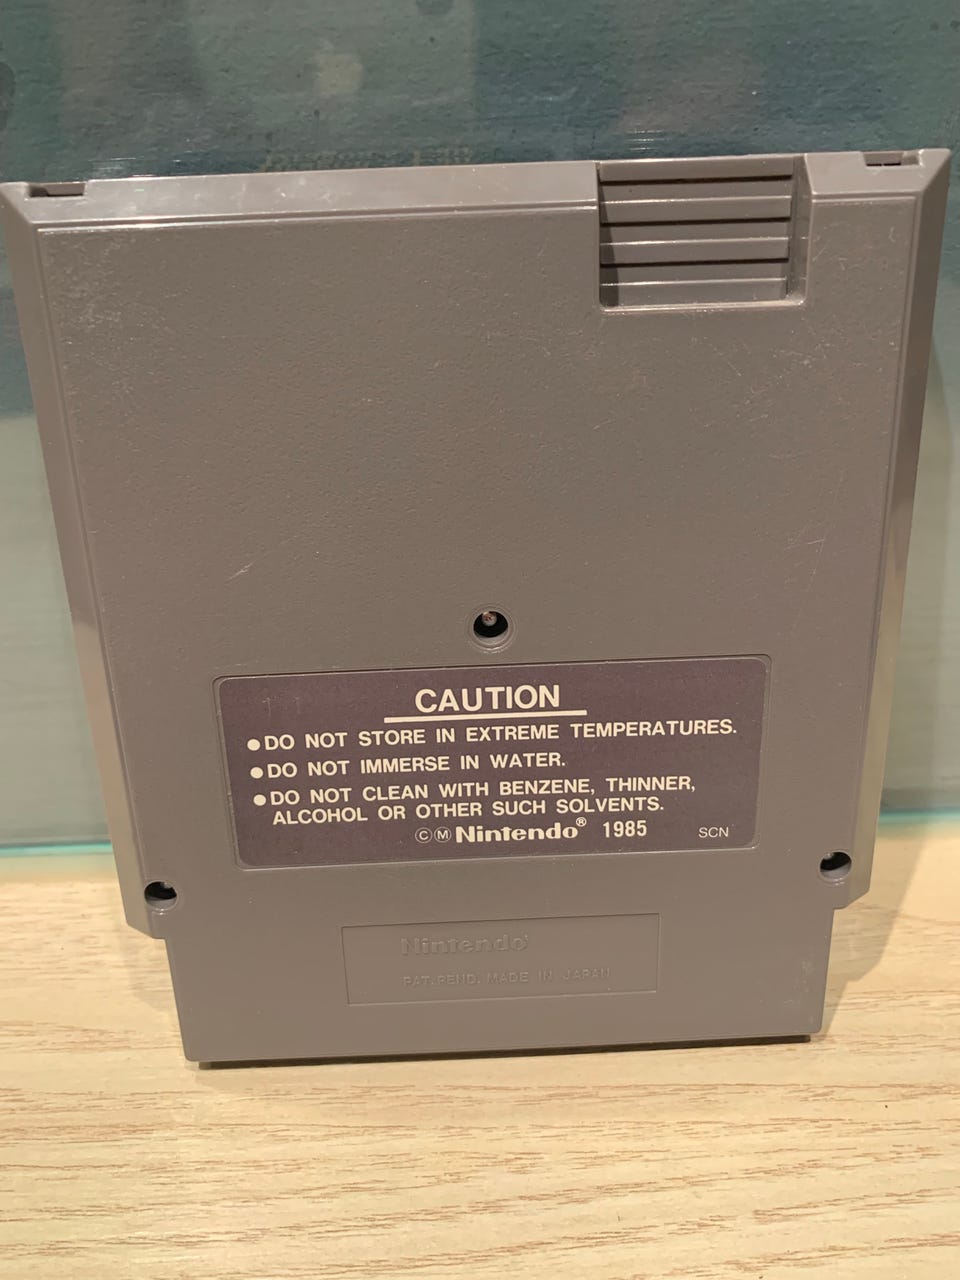 CAUTION
●DO NOT STORE IN EXTREME TEMPERATURES.
●DO NOT IMMERSE IN WATER.
●DO NOT CLEAN WITH BENZENE, THINNER,
ALCOHOL OR OTHER SUCH SOLVENTS.
ⒸⓂNintendo® 1985 SCN
Nintendo®
PAT.PEND. MADE IN JAPAN